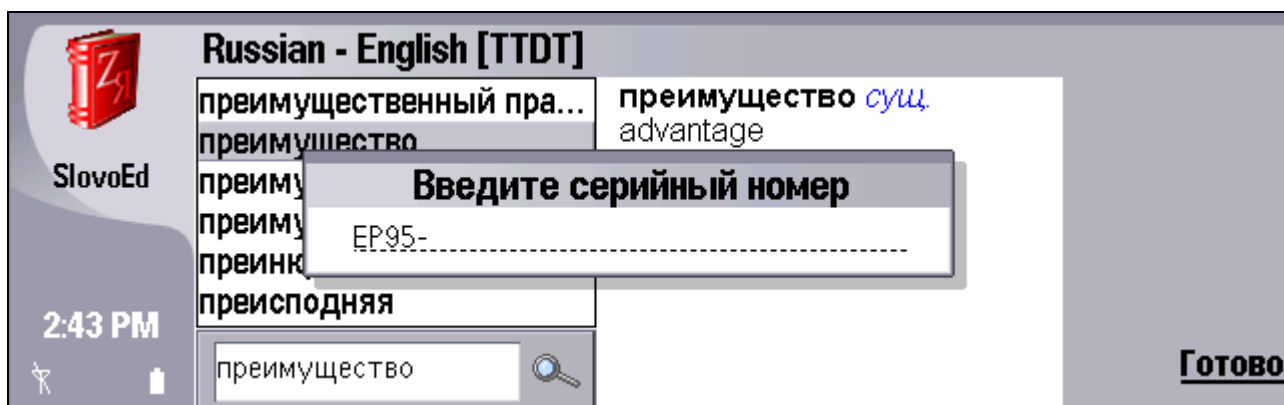 Russian - English [TTDT]
SlovoEd
2:43 PM
преимущественный пра...
преимущество
преиму
преиму
преинк
преисподняя
преимущество
преимущество сущ.
advantage
Введите серийный номер
EP95-
Готово